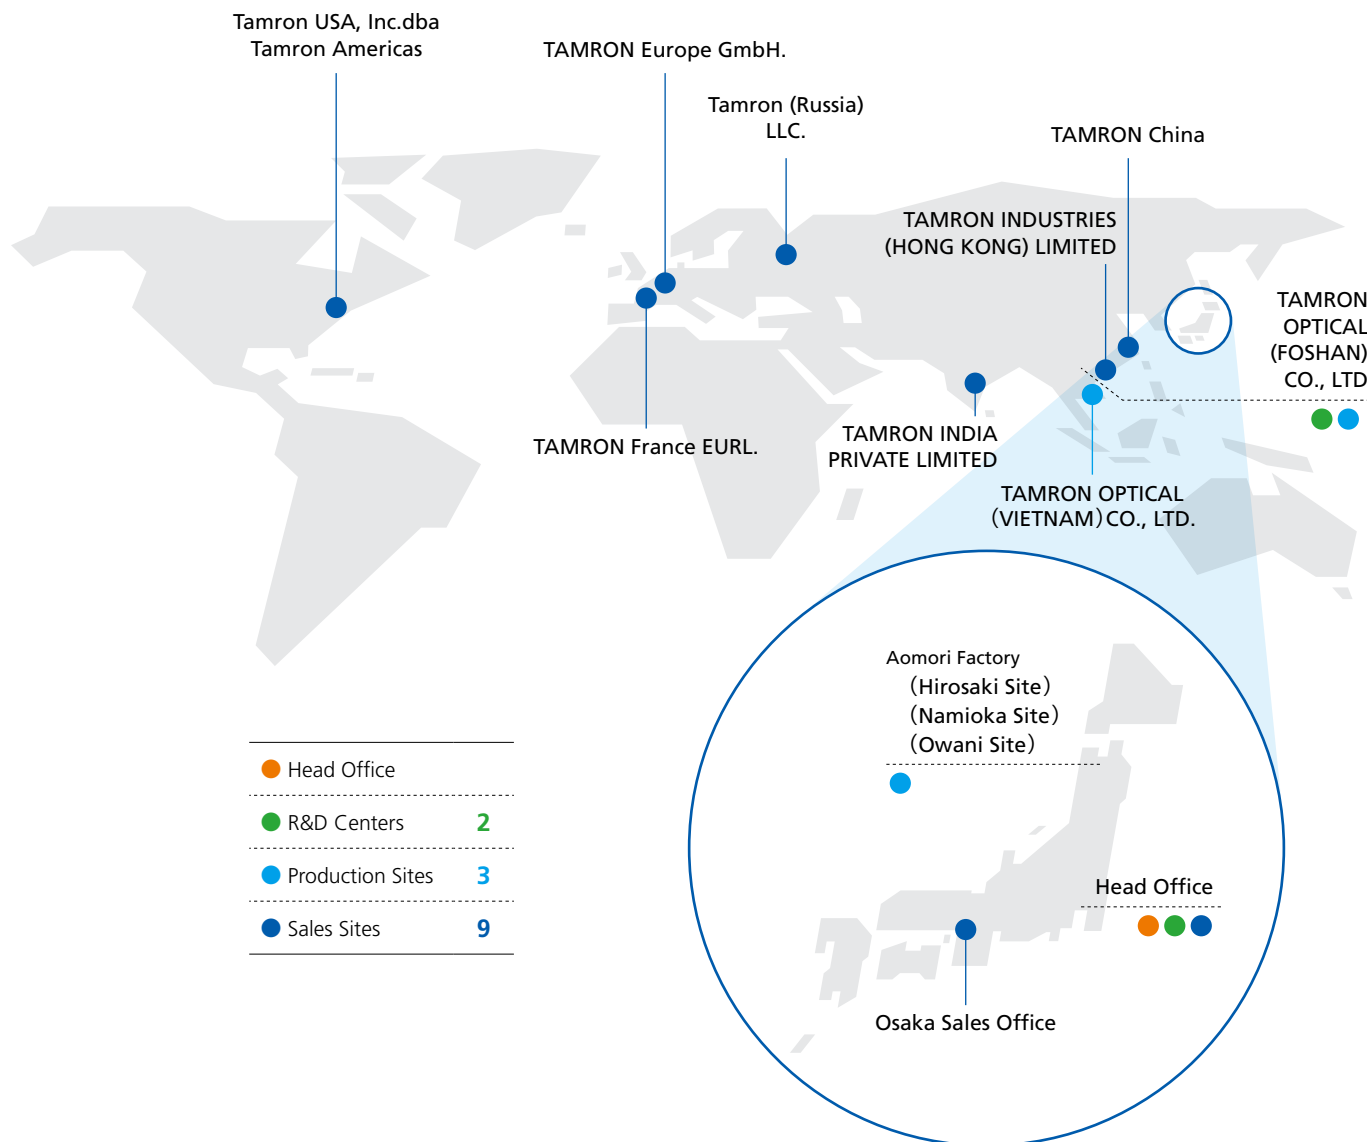 Tamron USA, Inc.dba
Tamron Americas
TAMRON Europe GmbH.
Tamron (Russia)
LLC.
TAMRON China
TAMRON INDUSTRIES
(HONG KONG) LIMITED
TAMRON
OPTICAL
(FOSHAN)
CO., LTD
TAMRON France EURL.
TAMRON INDIA
PRIVATE LIMITED
TAMRON OPTICAL
（VIETNAM）CO., LTD.
Aomori Factory
（Hirosaki Site）
（Namioka Site）
（Owani Site）
Head Office
R&D Centers 2
Production Sites 3
Sales Sites 9
Head Office
Osaka Sales Office